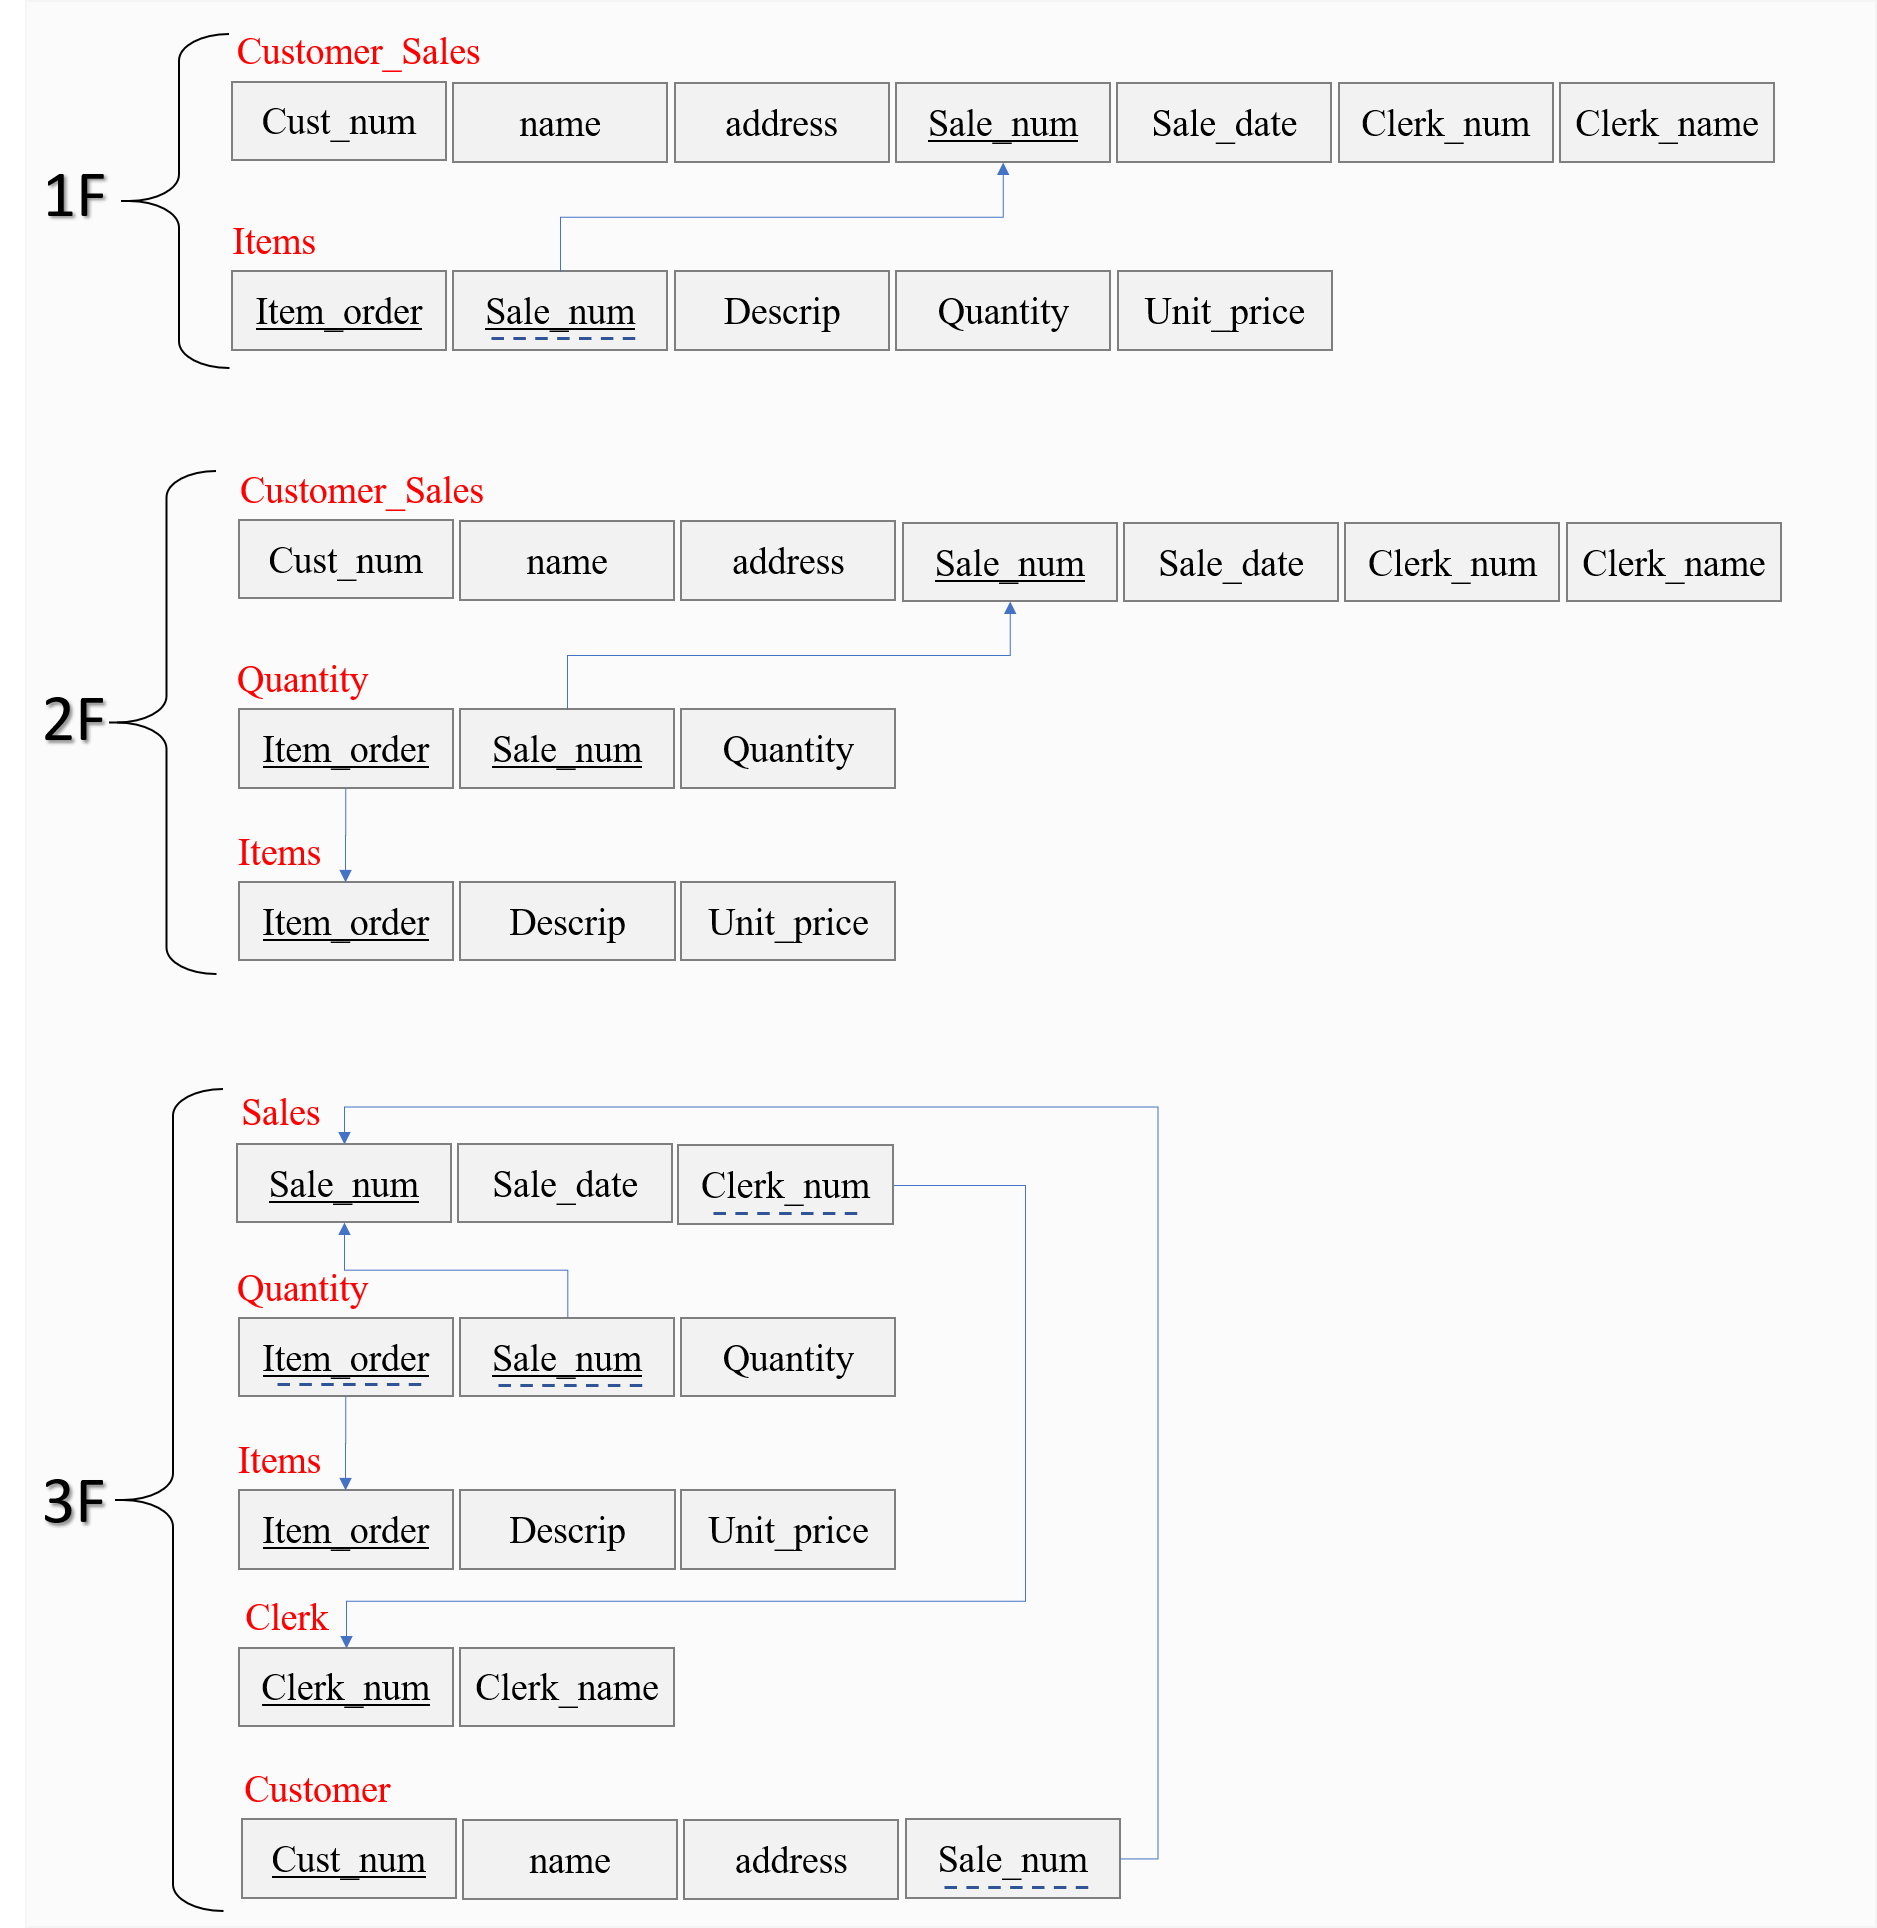 Customer_Sales
Cust_num name address Sale_num Sale_date Clerk_num Clerk_name
1F
Items
Item_order Sale_num Descrip Quantity Unit_price
Customer_Sales
Cust_num name address Sale_num Sale_date Clerk_num Clerk_name
Quantity
2F
Item_order Sale_num Quantity
Items
Item_order Descrip Unit_price
Sales
Sale_num Sale_date Clerk_num
Quantity
Item_order Sale_num Quantity
Items
3F
Item_order Descrip Unit_price
Clerk
Clerk_num Clerk_name
Customer
Cust_num name address Sale_num